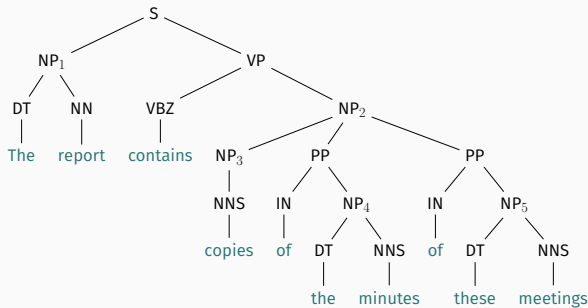 S
NP₁ VP
DT NN VBZ NP₂
The report contains NP₃ PP PP
NNS IN NP₄ IN NP₅
copies of DT NNS of DT NNS
the minutes these meetings